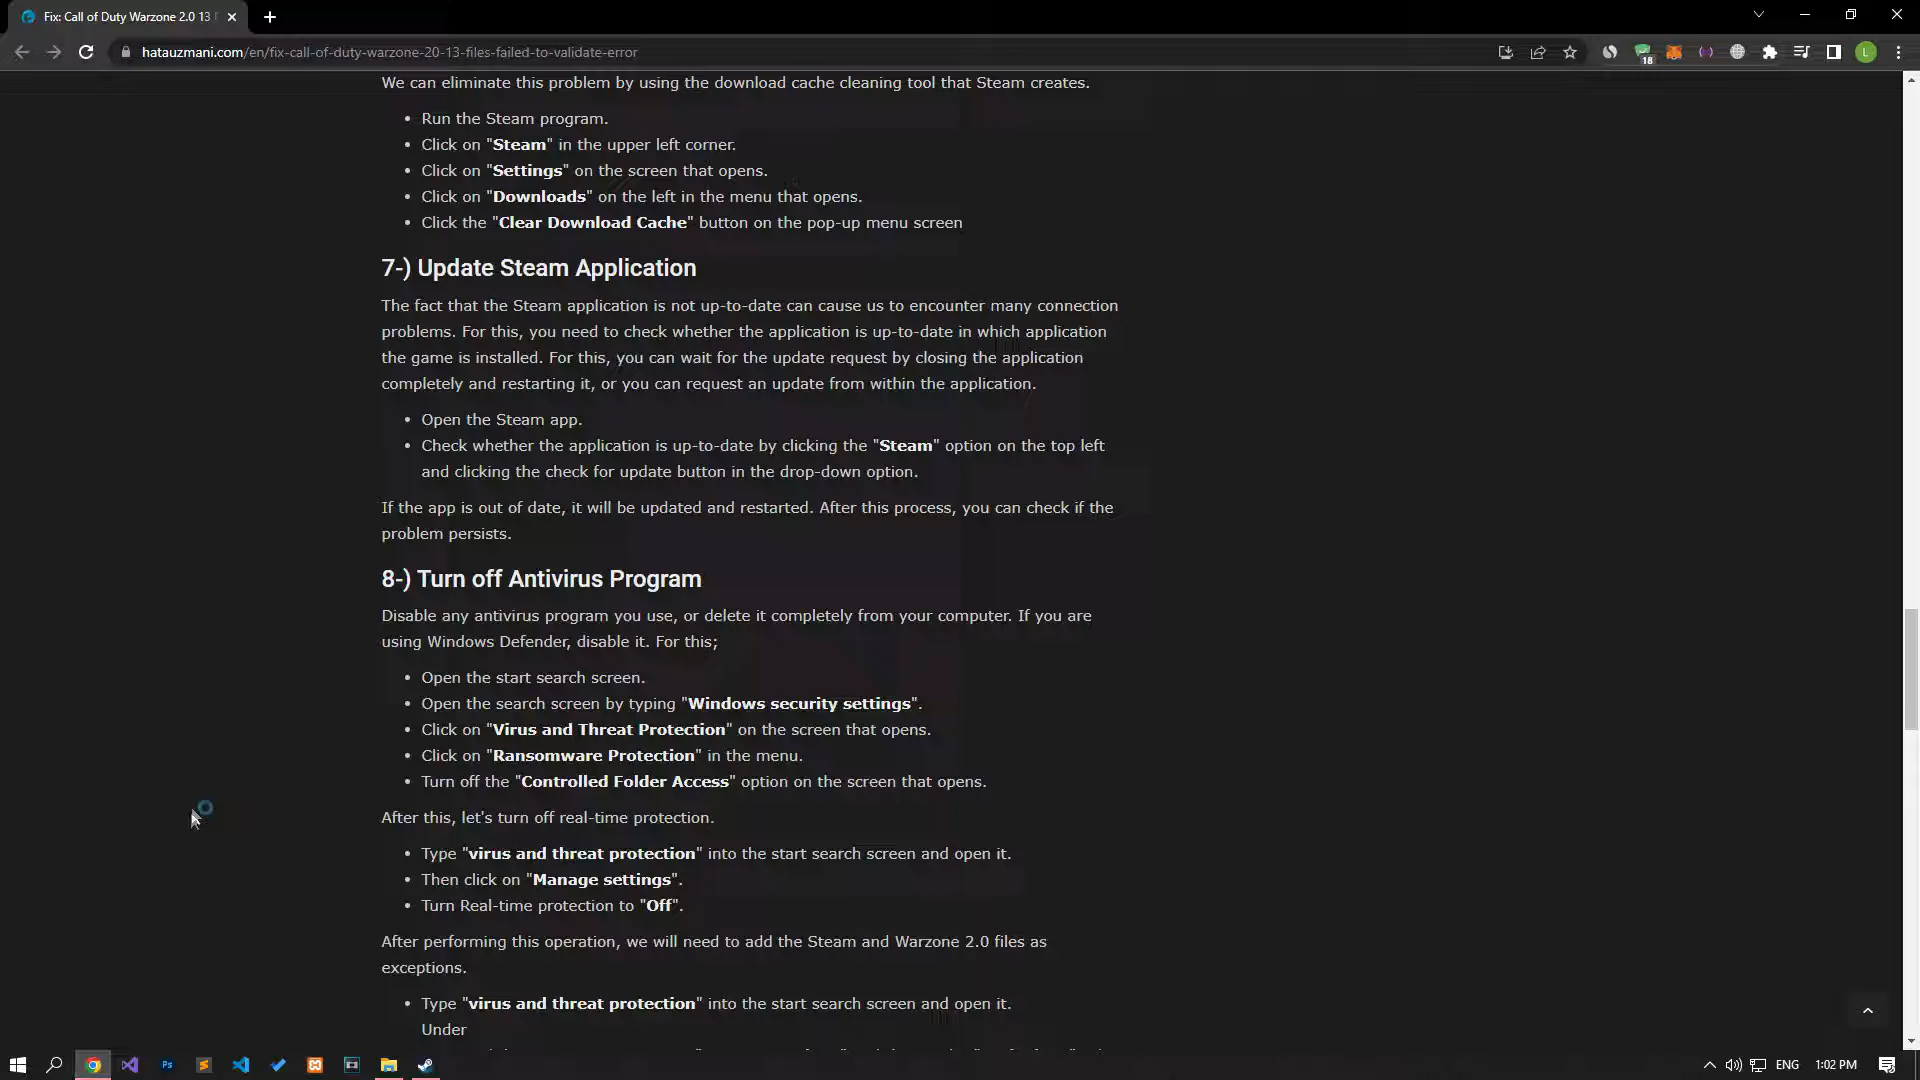 Fix: Call of Duty Warzone 2.0 13
hatauzmani.com/en/fix-call-of-duty-warzone-20-13-files-failed-to-validate-error
18
L
We can eliminate this problem by using the download cache cleaning tool that Steam creates.
• Run the Steam program.
• Click on "Steam" in the upper left corner.
• Click on "Settings" on the screen that opens.
• Click on "Downloads" on the left in the menu that opens.
• Click the "Clear Download Cache" button on the pop-up menu screen
7-) Update Steam Application
The fact that the Steam application is not up-to-date can cause us to encounter many connection
problems. For this, you need to check whether the application is up-to-date in which application
the game is installed. For this, you can wait for the update request by closing the application
completely and restarting it, or you can request an update from within the application.
• Open the Steam app.
• Check whether the application is up-to-date by clicking the "Steam" option on the top left
and clicking the check for update button in the drop-down option.
If the app is out of date, it will be updated and restarted. After this process, you can check if the
problem persists.
8-) Turn off Antivirus Program
Disable any antivirus program you use, or delete it completely from your computer. If you are
using Windows Defender, disable it. For this;
• Open the start search screen.
• Open the search screen by typing "Windows security settings".
• Click on "Virus and Threat Protection" on the screen that opens.
• Click on "Ransomware Protection" in the menu.
• Turn off the "Controlled Folder Access" option on the screen that opens.
After this, let's turn off real-time protection.
• Type "virus and threat protection" into the start search screen and open it.
• Then click on "Manage settings".
• Turn Real-time protection to "Off".
After performing this operation, we will need to add the Steam and Warzone 2.0 files as
exceptions.
• Type "virus and threat protection" into the start search screen and open it.
Under
Ps
ENG
1:02 PM